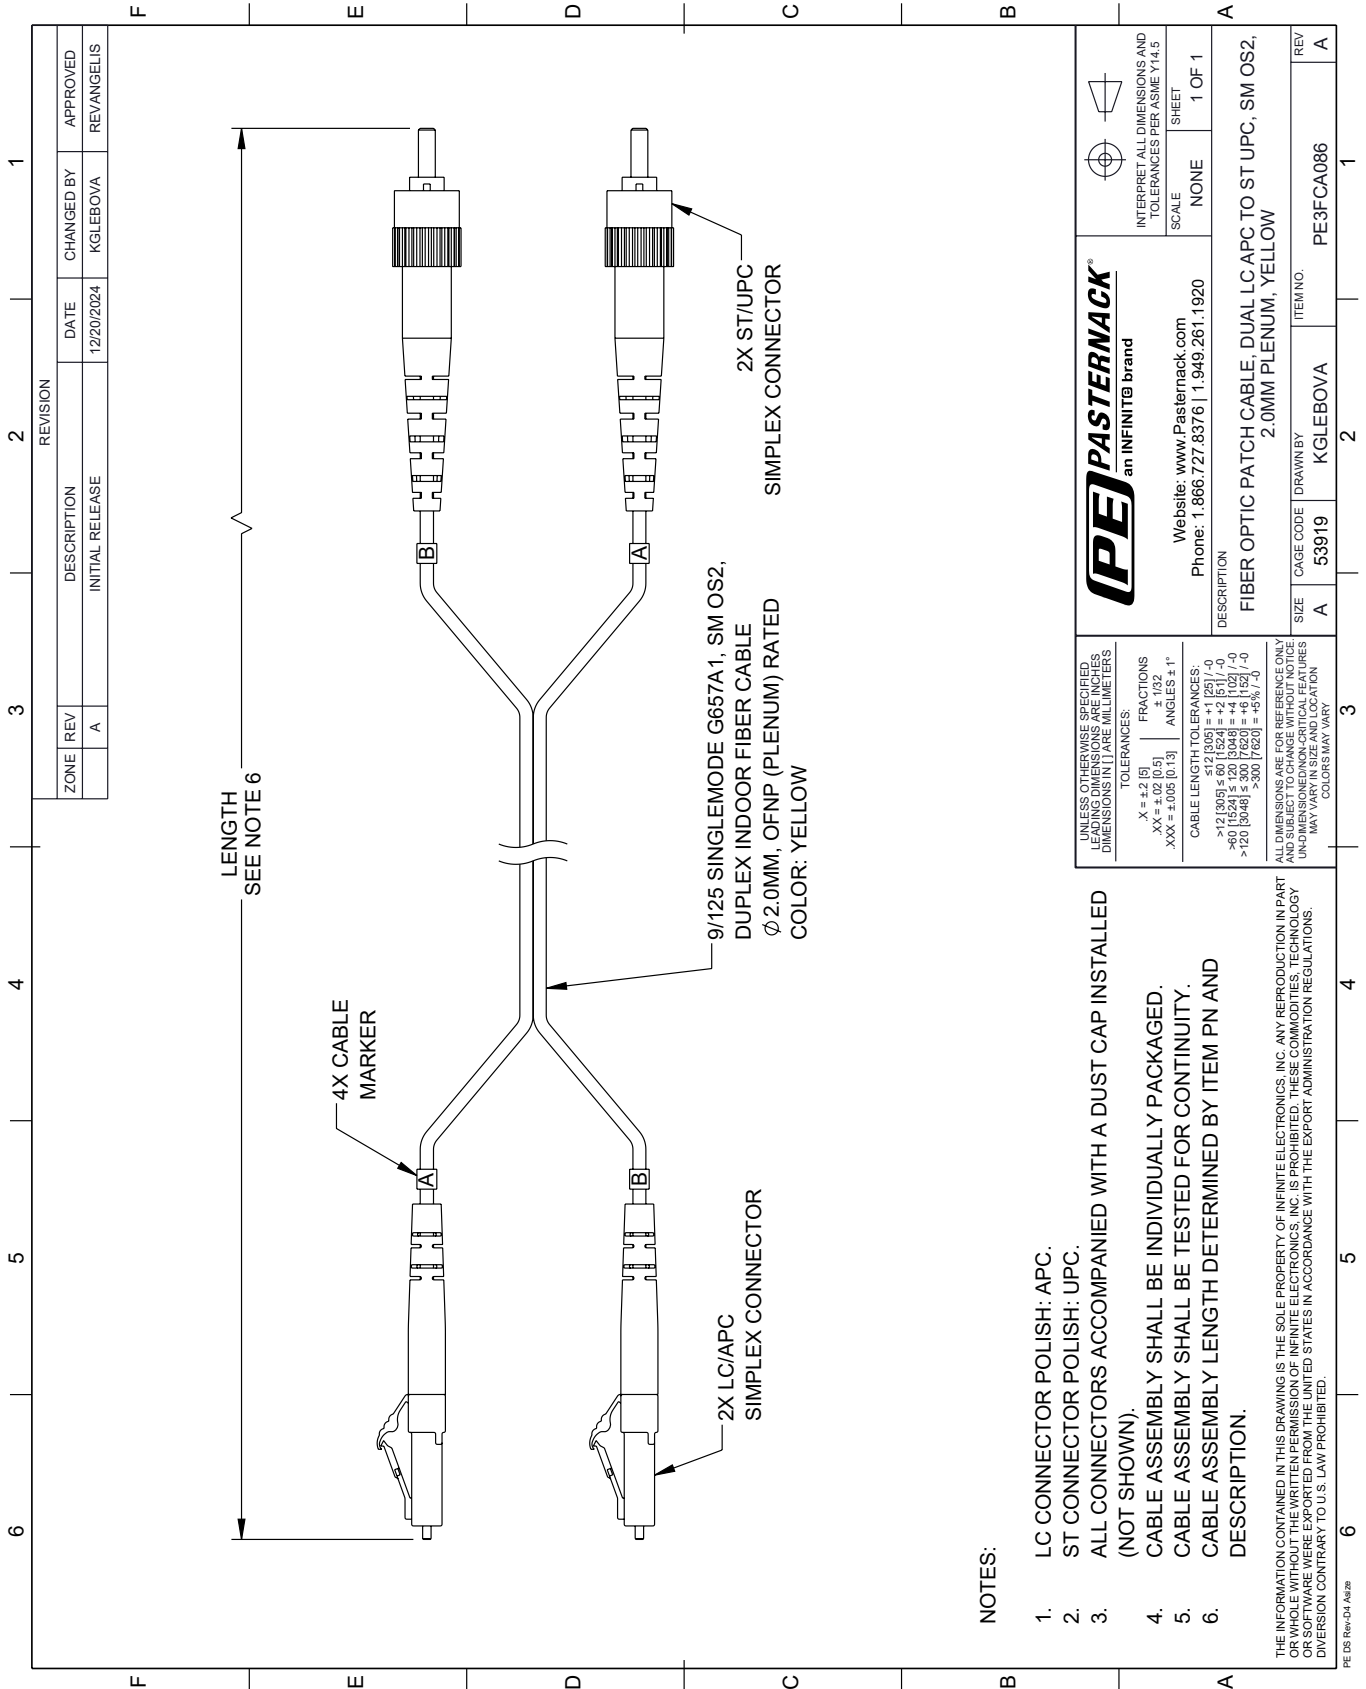 6
5
4
3
2
1
F
E
D
C
B
A
F
E
D
C
B
A
6
5
4
3
2
1
REVISION
ZONE
REV
DESCRIPTION
DATE
CHANGED BY
APPROVED
A
INITIAL RELEASE
12/20/2024
KGLEBOVA
REVANGELIS
LENGTH
SEE NOTE 6
4X CABLE
MARKER
A
B
B
A
2X LC/APC
SIMPLEX CONNECTOR
9/125 SINGLEMODE G657A1, SM OS2,
DUPLEX INDOOR FIBER CABLE
∅2.0MM, OFNP (PLENUM) RATED
COLOR: YELLOW
2X ST/UPC
SIMPLEX CONNECTOR
NOTES:
1. LC CONNECTOR POLISH: APC.
2. ST CONNECTOR POLISH: UPC.
3. ALL CONNECTORS ACCOMPANIED WITH A DUST CAP INSTALLED
(NOT SHOWN).
4. CABLE ASSEMBLY SHALL BE INDIVIDUALLY PACKAGED.
5. CABLE ASSEMBLY SHALL BE TESTED FOR CONTINUITY.
6. CABLE ASSEMBLY LENGTH DETERMINED BY ITEM PN AND
DESCRIPTION.
THE INFORMATION CONTAINED IN THIS DRAWING IS THE SOLE PROPERTY OF INFINITE ELECTRONICS, INC. ANY REPRODUCTION IN PART
OR WHOLE WITHOUT THE WRITTEN PERMISSION OF INFINITE ELECTRONICS, INC. IS PROHIBITED. THESE COMMODITIES, TECHNOLOGY
OR SOFTWARE WERE EXPORTED FROM THE UNITED STATES IN ACCORDANCE WITH THE EXPORT ADMINISTRATION REGULATIONS.
DIVERSION CONTRARY TO U.S. LAW PROHIBITED.
PE DS Rev-D4 Asize
UNLESS OTHERWISE SPECIFIED
LEADING DIMENSIONS ARE INCHES
DIMENSIONS IN [ ] ARE MILLIMETERS
TOLERANCES:
.X = ±.2 [5]
.XX = ±.02 [0.5]
.XXX = ±.005 [0.13]
FRACTIONS
± 1/32
ANGLES ± 1°
CABLE LENGTH TOLERANCES:
≤12 [305] = +1 [25] / -0
>12 [305] ≤ 60 [1524] = +2 [51] / -0
>60 [1524] ≤ 120 [3048] = +4 [102] / -0
>120 [3048] ≤ 300 [7620] = +6 [152] / -0
>300 [7620] = +5% / -0
ALL DIMENSIONS ARE FOR REFERENCE ONLY
AND SUBJECT TO CHANGE WITHOUT NOTICE.
UN-DIMENSIONED/NON-CRITICAL FEATURES
MAY VARY IN SIZE AND LOCATION
COLORS MAY VARY
PE PASTERNACK®
an INFINIT@ brand
Website: www.Pasternack.com
Phone: 1.866.727.8376 | 1.949.261.1920
INTERPRET ALL DIMENSIONS AND
TOLERANCES PER ASME Y14.5
SCALE
NONE
SHEET
1 OF 1
DESCRIPTION
FIBER OPTIC PATCH CABLE, DUAL LC APC TO ST UPC, SM OS2,
2.0MM PLENUM, YELLOW
SIZE
A
CAGE CODE
53919
DRAWN BY
KGLEBOVA
ITEM NO.
PE3FCA086
REV
A